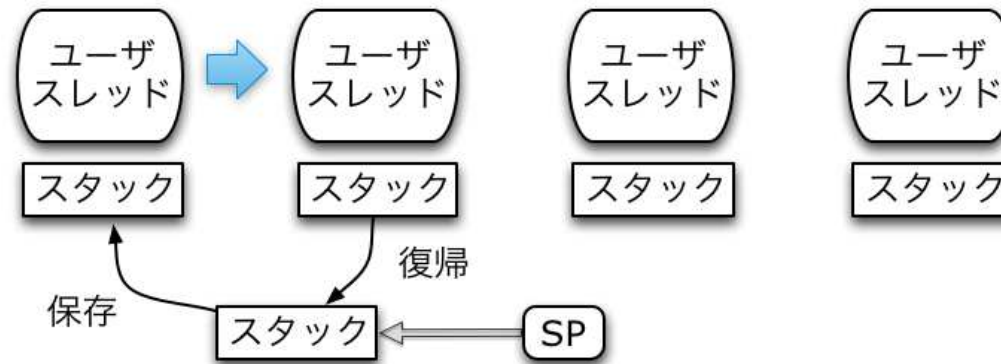 ユーザ
スレッド
ユーザ
スレッド
ユーザ
スレッド
ユーザ
スレッド
スタック
スタック
スタック
スタック
復帰
保存
スタック
SP